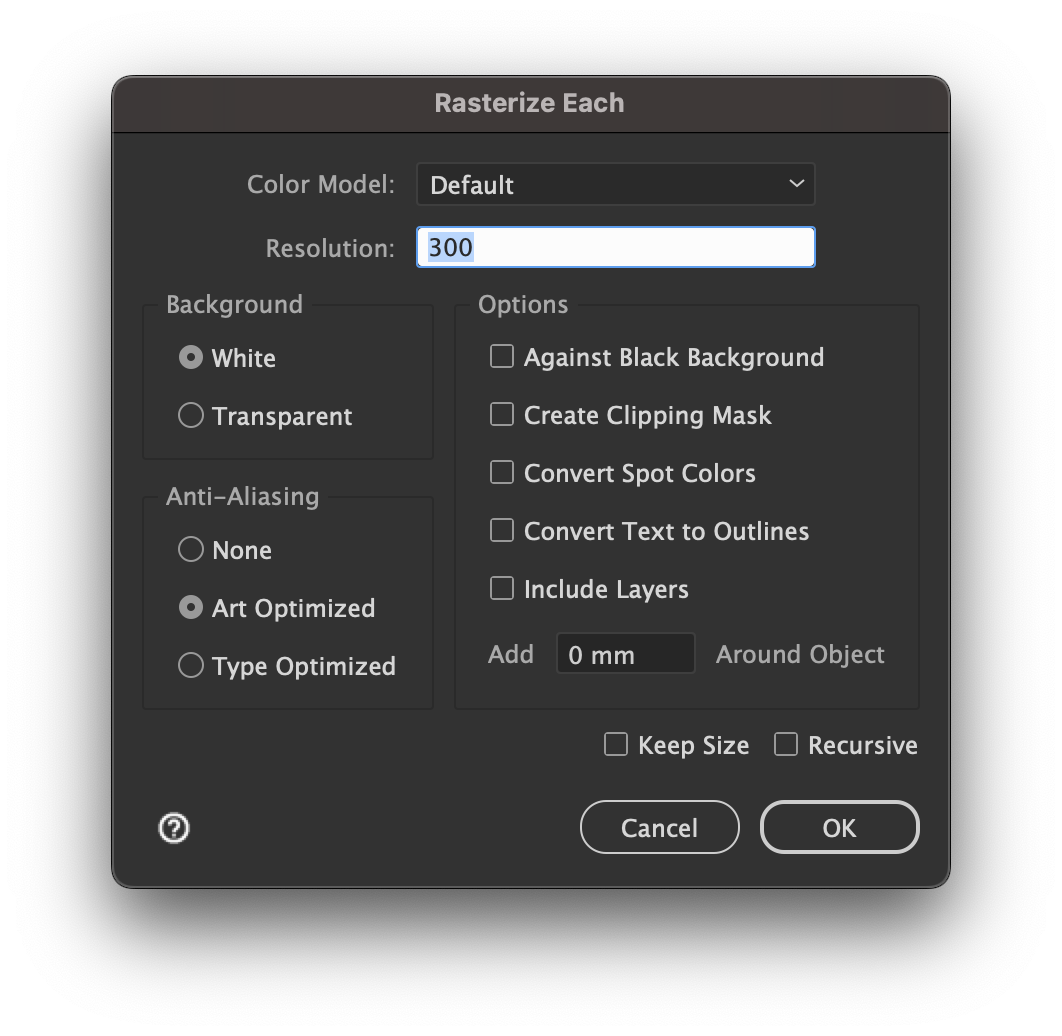 Rasterize Each
Color Model: Default
Resolution: 300
Background
White
Transparent
Anti-Aliasing
None
Art Optimized
Type Optimized
Options
Against Black Background
Create Clipping Mask
Convert Spot Colors
Convert Text to Outlines
Include Layers
Add 0 mm Around Object
Keep Size Recursive
? Cancel OK